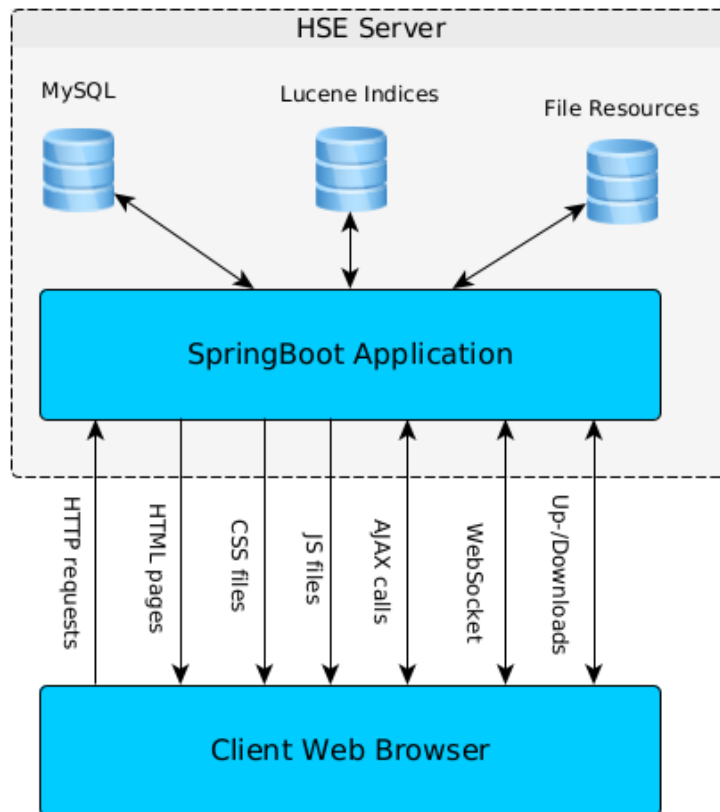 HSE Server
MySQL
Lucene Indices
File Resources
SpringBoot Application
HTTP requests
HTML pages
CSS files
JS files
AJAX calls
WebSocket
Up-/Downloads
Client Web Browser